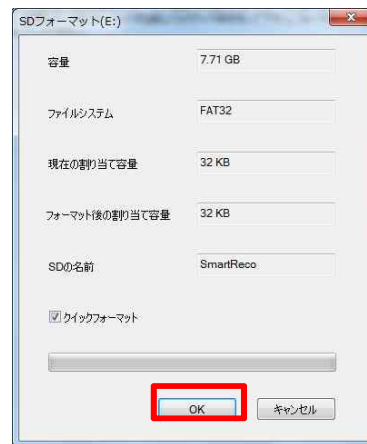 SDフォーマット(E:)
容量 7.71 GB
ファイルシステム FAT32
現在の割り当て容量 32 KB
フォーマット後の割り当て容量 32 KB
SDの名前 SmartReco
クイックフォーマット
OK キャンセル